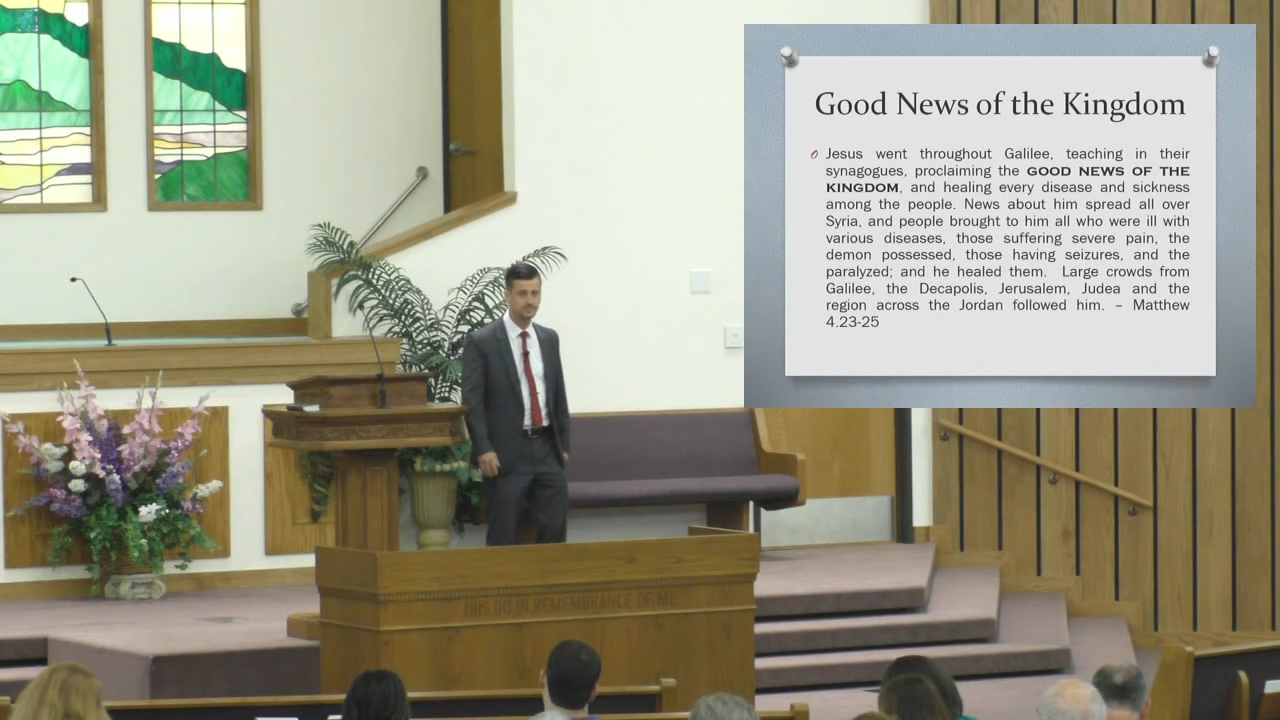 Good News of the Kingdom
Jesus went throughout Galilee, teaching in their
synagogues, proclaiming the GOOD NEWS OF THE
KINGDOM, and healing every disease and sickness
among the people. News about him spread all over
Syria, and people brought to him all who were ill with
various diseases, those suffering severe pain, the
demon possessed, those having seizures, and the
paralyzed; and he healed them. Large crowds from
Galilee, the Decapolis, Jerusalem, Judea and the
region across the Jordan followed him. – Matthew
4.23-25
THIS DO IN REMEMBRANCE OF ME